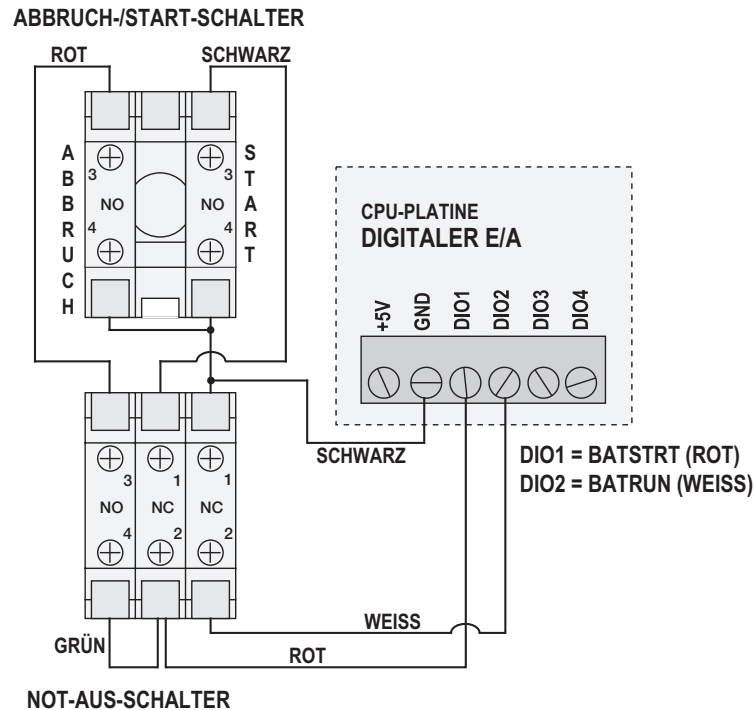 ABBRUCH-/START-SCHALTER
ROT
SCHWARZ
ABBRUCH
START
3
NO
4
3
NO
4
CPU-PLATINE
DIGITALER E/A
+5V
GND
DIO1
DIO2
DIO3
DIO4
SCHWARZ
DIO1 = BATSTRT (ROT)
DIO2 = BATRUN (WEISS)
3
NO
4
1
NC
2
1
NC
2
WEISS
GRÜN
ROT
NOT-AUS-SCHALTER